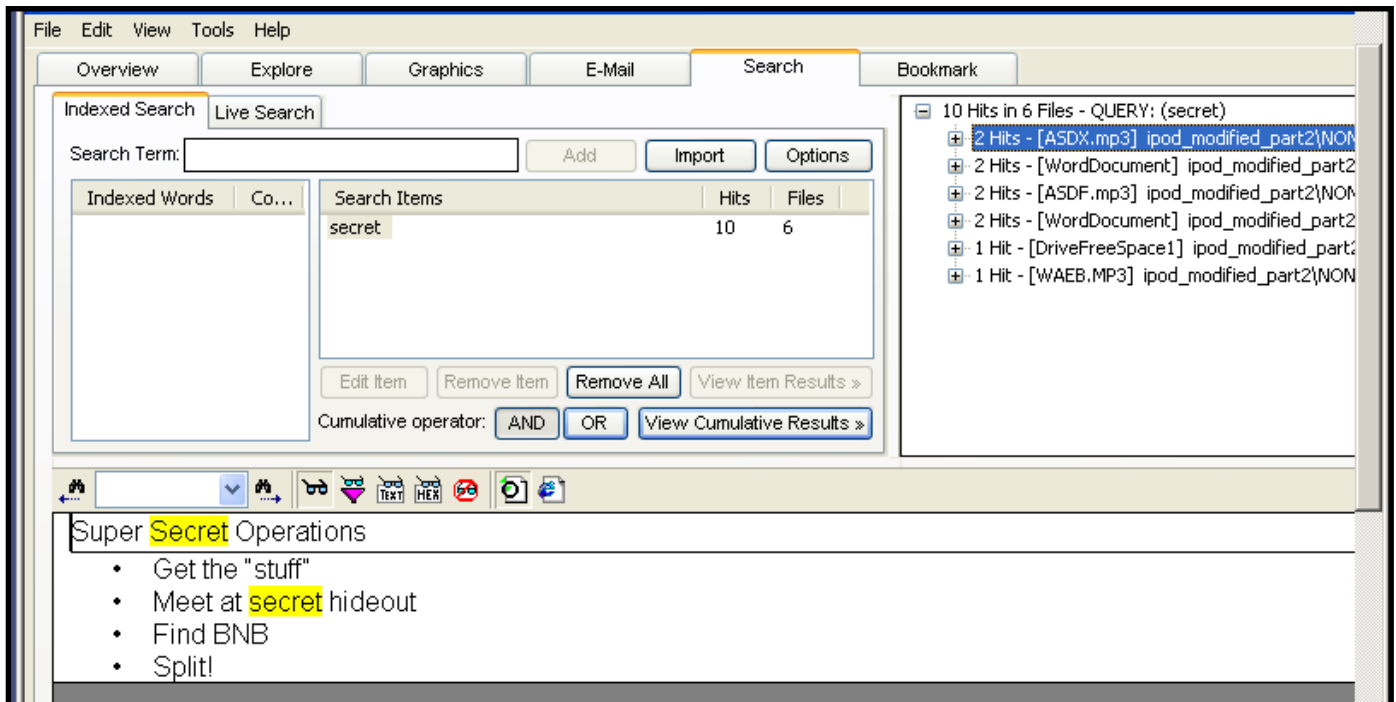 File Edit View Tools Help
Overview Explore Graphics E-Mail Search Bookmark
Indexed Search Live Search
Search Term: Add Import Options
Indexed Words Co... Search Items Hits Files
secret 10 6
Edit Item Remove Item Remove All View Item Results »
Cumulative operator: AND OR View Cumulative Results »
10 Hits in 6 Files - QUERY: (secret)
2 Hits - [ASDX.mp3] ipod_modified_part2\NON
2 Hits - [WordDocument] ipod_modified_part2
2 Hits - [ASDF.mp3] ipod_modified_part2\NON
2 Hits - [WordDocument] ipod_modified_part2
1 Hit - [DriveFreeSpace1] ipod_modified_part2
1 Hit - [WAEB.MP3] ipod_modified_part2\NON
TEXT HEX
Super Secret Operations
• Get the "stuff"
• Meet at secret hideout
• Find BNB
• Split!